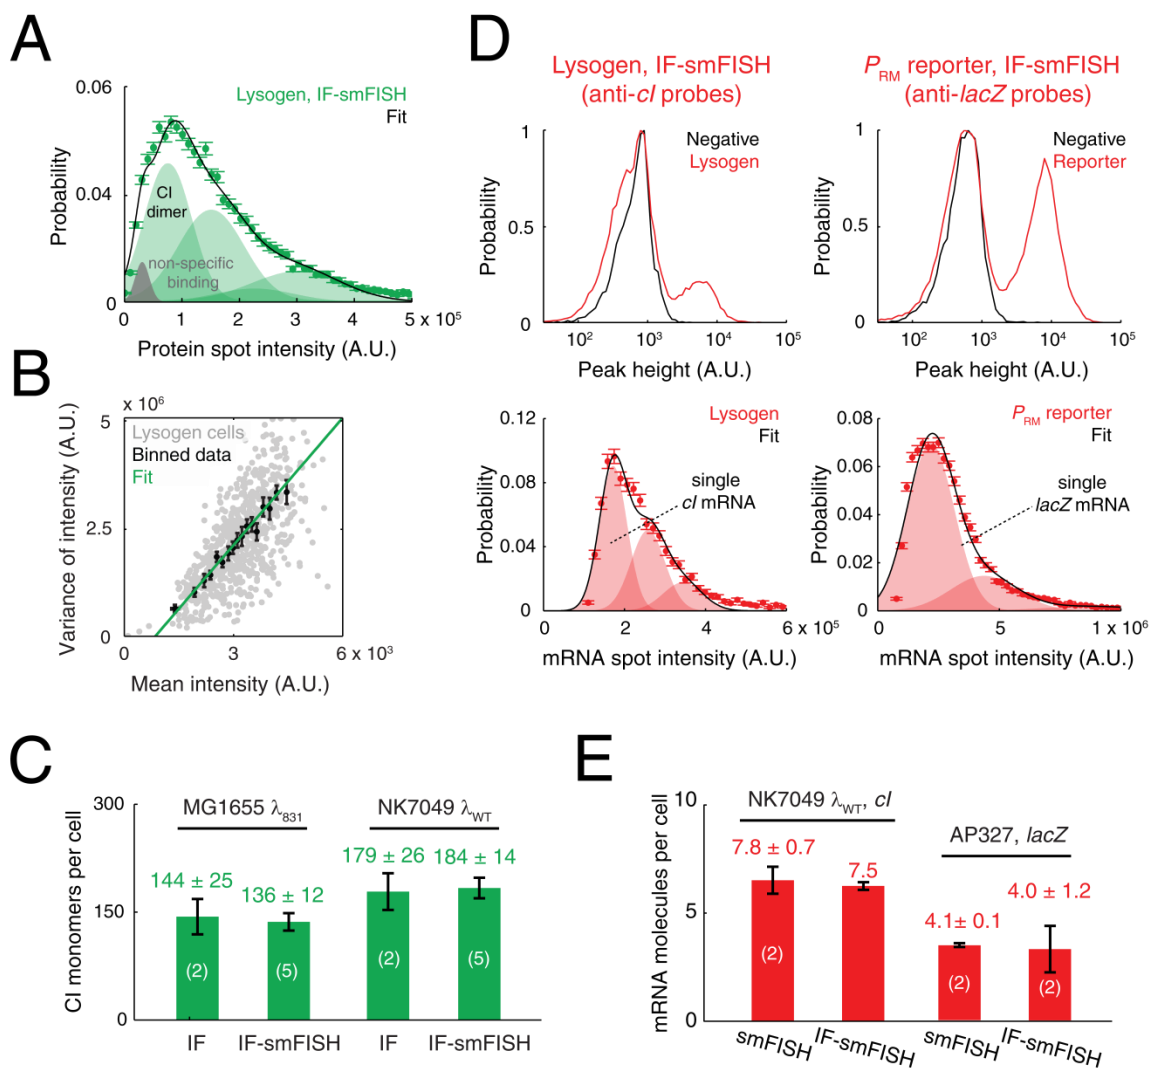 A
Lysogen, IF-smFISH
Fit
0.06
0.04
0
Probability
CI
dimer
non-specific
binding
0 1 2 3 4 5 x 10⁵
Protein spot intensity (A.U.)
B
x 10⁶
Lysogen cells
Binned data
Fit
5
2.5
0
Variance of intensity (A.U.)
0 3 6 x 10³
Mean intensity (A.U.)
C
300
150
0
CI monomers per cell
MG1655 λ831
NK7049 λWT
144 ± 25
136 ± 12
179 ± 26
184 ± 14
(2)
(5)
(2)
(5)
IF IF-smFISH IF IF-smFISH
D
Lysogen, IF-smFISH
(anti-cI probes)
Negative
Lysogen
1
0.5
0
Probability
10² 10³ 10⁴ 10⁵
Peak height (A.U.)
PRM reporter, IF-smFISH
(anti-lacZ probes)
Negative
Reporter
1
0.5
0
Probability
10² 10³ 10⁴ 10⁵
Peak height (A.U.)
Lysogen
Fit
0.12
0.04
0
Probability
single
cI mRNA
0 2 4 6 x 10⁵
mRNA spot intensity (A.U.)
PRM reporter
Fit
0.08
0.06
0.04
0.02
0
Probability
single
lacZ mRNA
0 5 1 x 10⁶
mRNA spot intensity (A.U.)
E
10
5
0
mRNA molecules per cell
NK7049 λWT, cI
AP327, lacZ
7.8 ± 0.7
7.5
4.1± 0.1
4.0 ± 1.2
(2)
(2)
(2)
smFISH IF-smFISH smFISH IF-smFISH